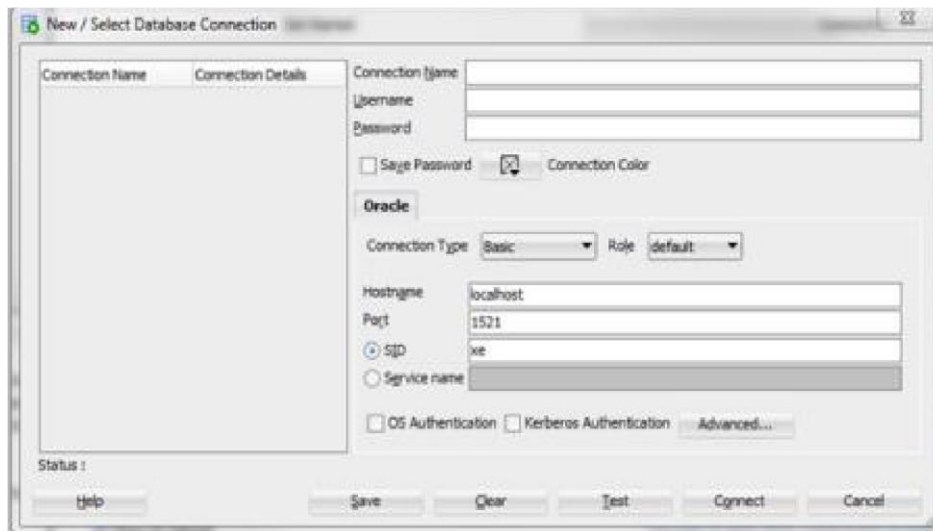 New / Select Database Connection
Connection Name Connection Details
Connection Name
Username
Password
Save Password Connection Color
Oracle
Connection Type Basic Role default
Hostname localhost
Port 1521
SID xe
Service name
OS Authentication Kerberos Authentication Advanced...
Status :
Help Save Clear Test Connect Cancel